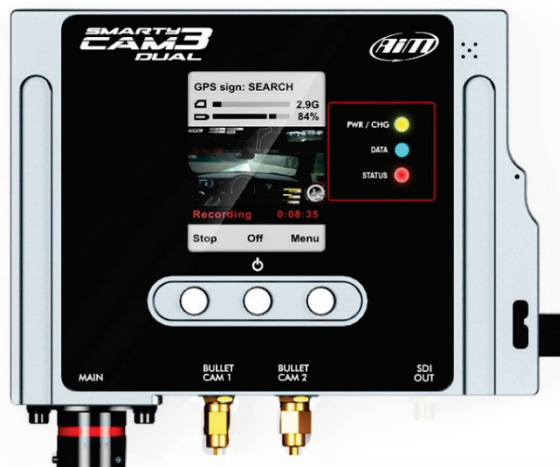 SMARTY
CAM3
DUAL
AiM
GPS sign: SEARCH
2.9G
84%
Recording 0:08:35
Stop Off Menu
PWR / CHG
DATA
STATUS
MAIN
BULLET
CAM 1
BULLET
CAM 2
SDI
OUT